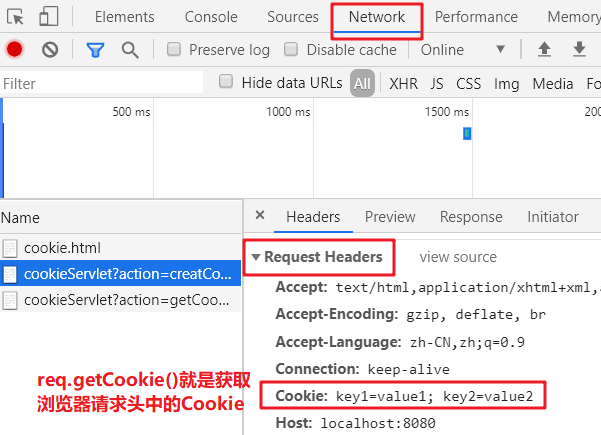 Elements Console Sources Network Performance Memory
Preserve log Disable cache Online
Filter Hide data URLs All XHR JS CSS Img Media Fo
500 ms 1000 ms 1500 ms 200
Name
cookie.html
cookieServlet?action=creatCo...
cookieServlet?action=getCoo...
req.getCookie()就是获取
浏览器请求头中的Cookie
× Headers Preview Response Initiator
▼ Request Headers view source
Accept: text/html,application/xhtml+xml,
Accept-Encoding: gzip, deflate, br
Accept-Language: zh-CN,zh;q=0.9
Connection: keep-alive
Cookie: key1=value1; key2=value2
Host: localhost:8080